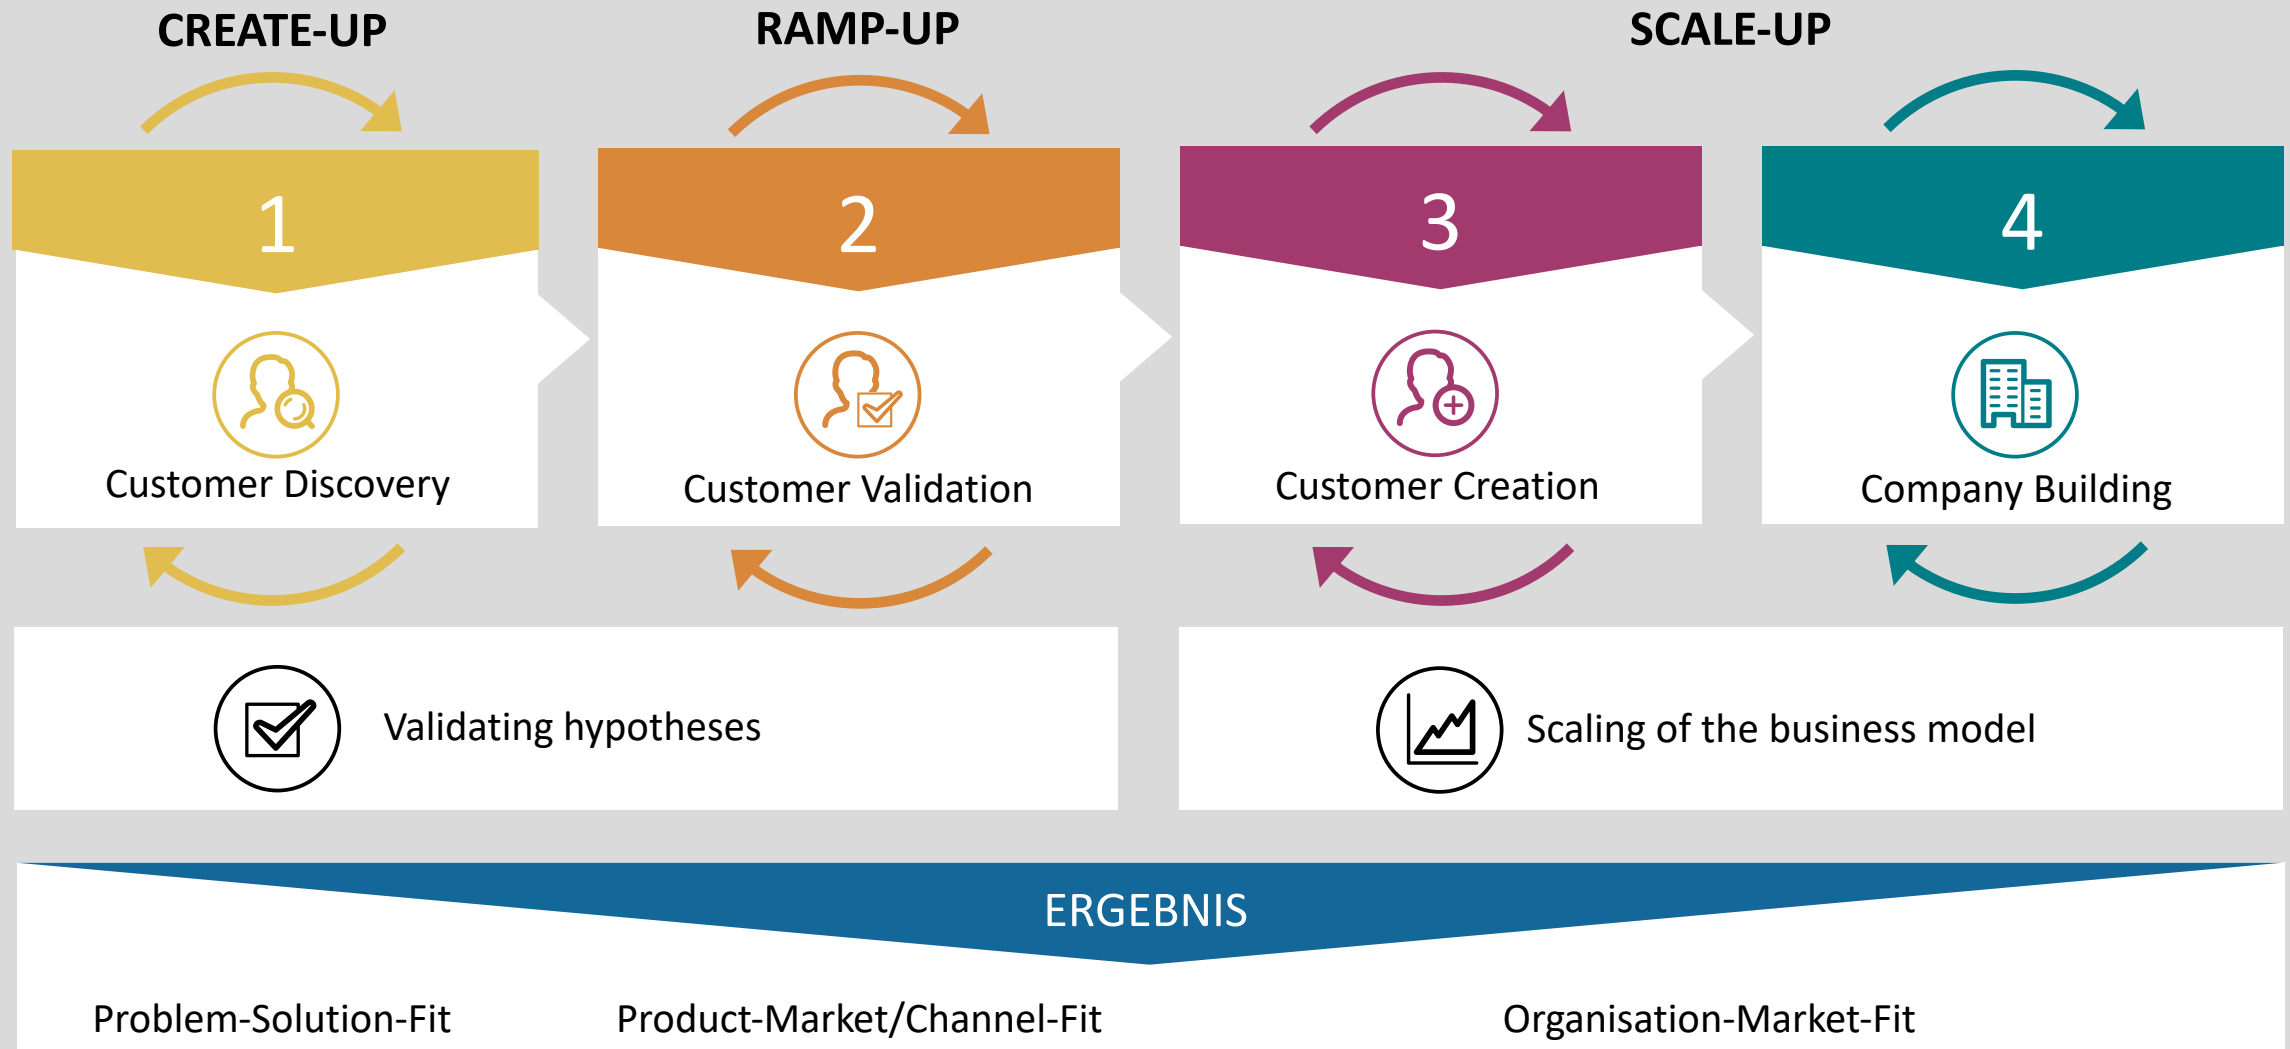 CREATE-UP
RAMP-UP
SCALE-UP
1
2
3
4
Customer Discovery
Customer Validation
Customer Creation
Company Building
Validating hypotheses
Scaling of the business model
ERGEBNIS
Problem-Solution-Fit
Product-Market/Channel-Fit
Organisation-Market-Fit